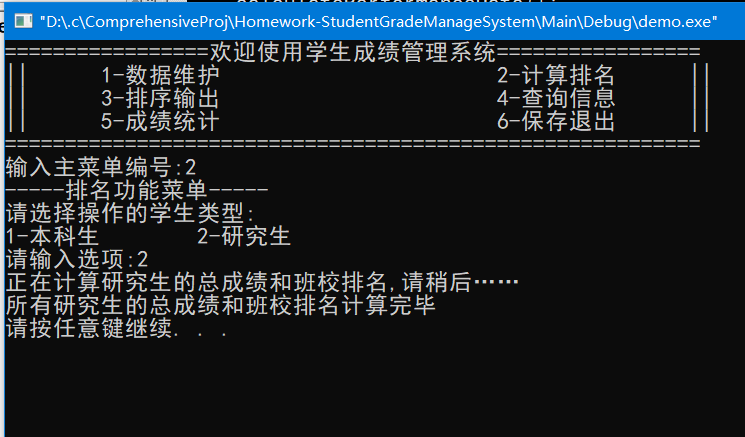 "D:\.c\ComprehensiveProj\Homework-StudentGradeManageSystem\Main\Debug\demo.exe"
=================欢迎使用学生成绩管理系统=================
||      1-数据维护                       2-计算排名      ||
||      3-排序输出                       4-查询信息      ||
||      5-成绩统计                       6-保存退出      ||
==========================================================
输入主菜单编号:2
-----排名功能菜单-----
请选择操作的学生类型:
1-本科生        2-研究生
请输入选项:2
正在计算研究生的总成绩和班校排名,请稍后……
所有研究生的总成绩和班校排名计算完毕
请按任意键继续. . .